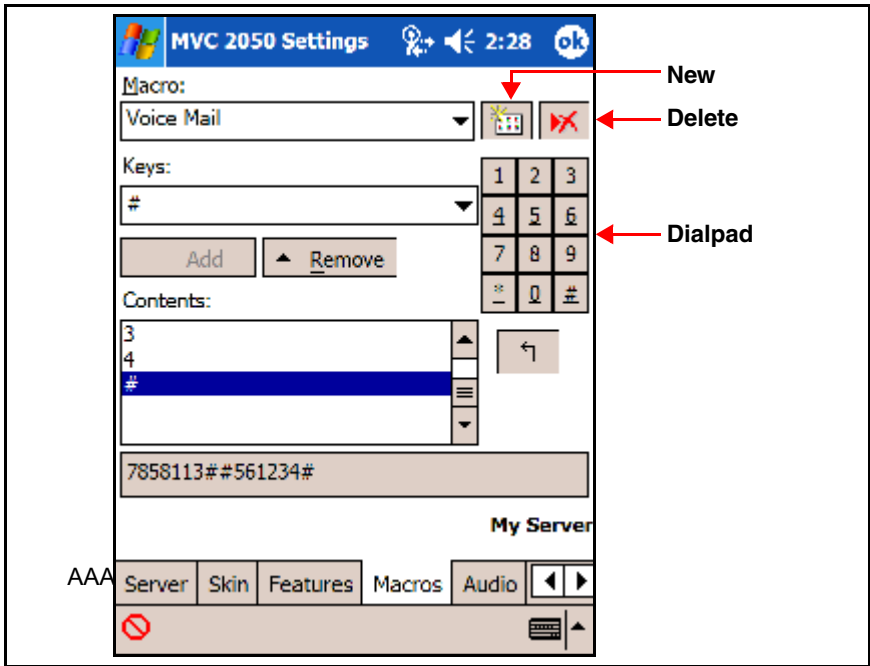 MVC 2050 Settings 2:28 ok
New
Macro:
Voice Mail
Delete
Keys:
#
1 2 3
4 5 6
7 8 9
* 0 #
Dialpad
Add Remove
Contents:
3
4
#
7858113##561234#
My Server
AAA
Server Skin Features Macros Audio